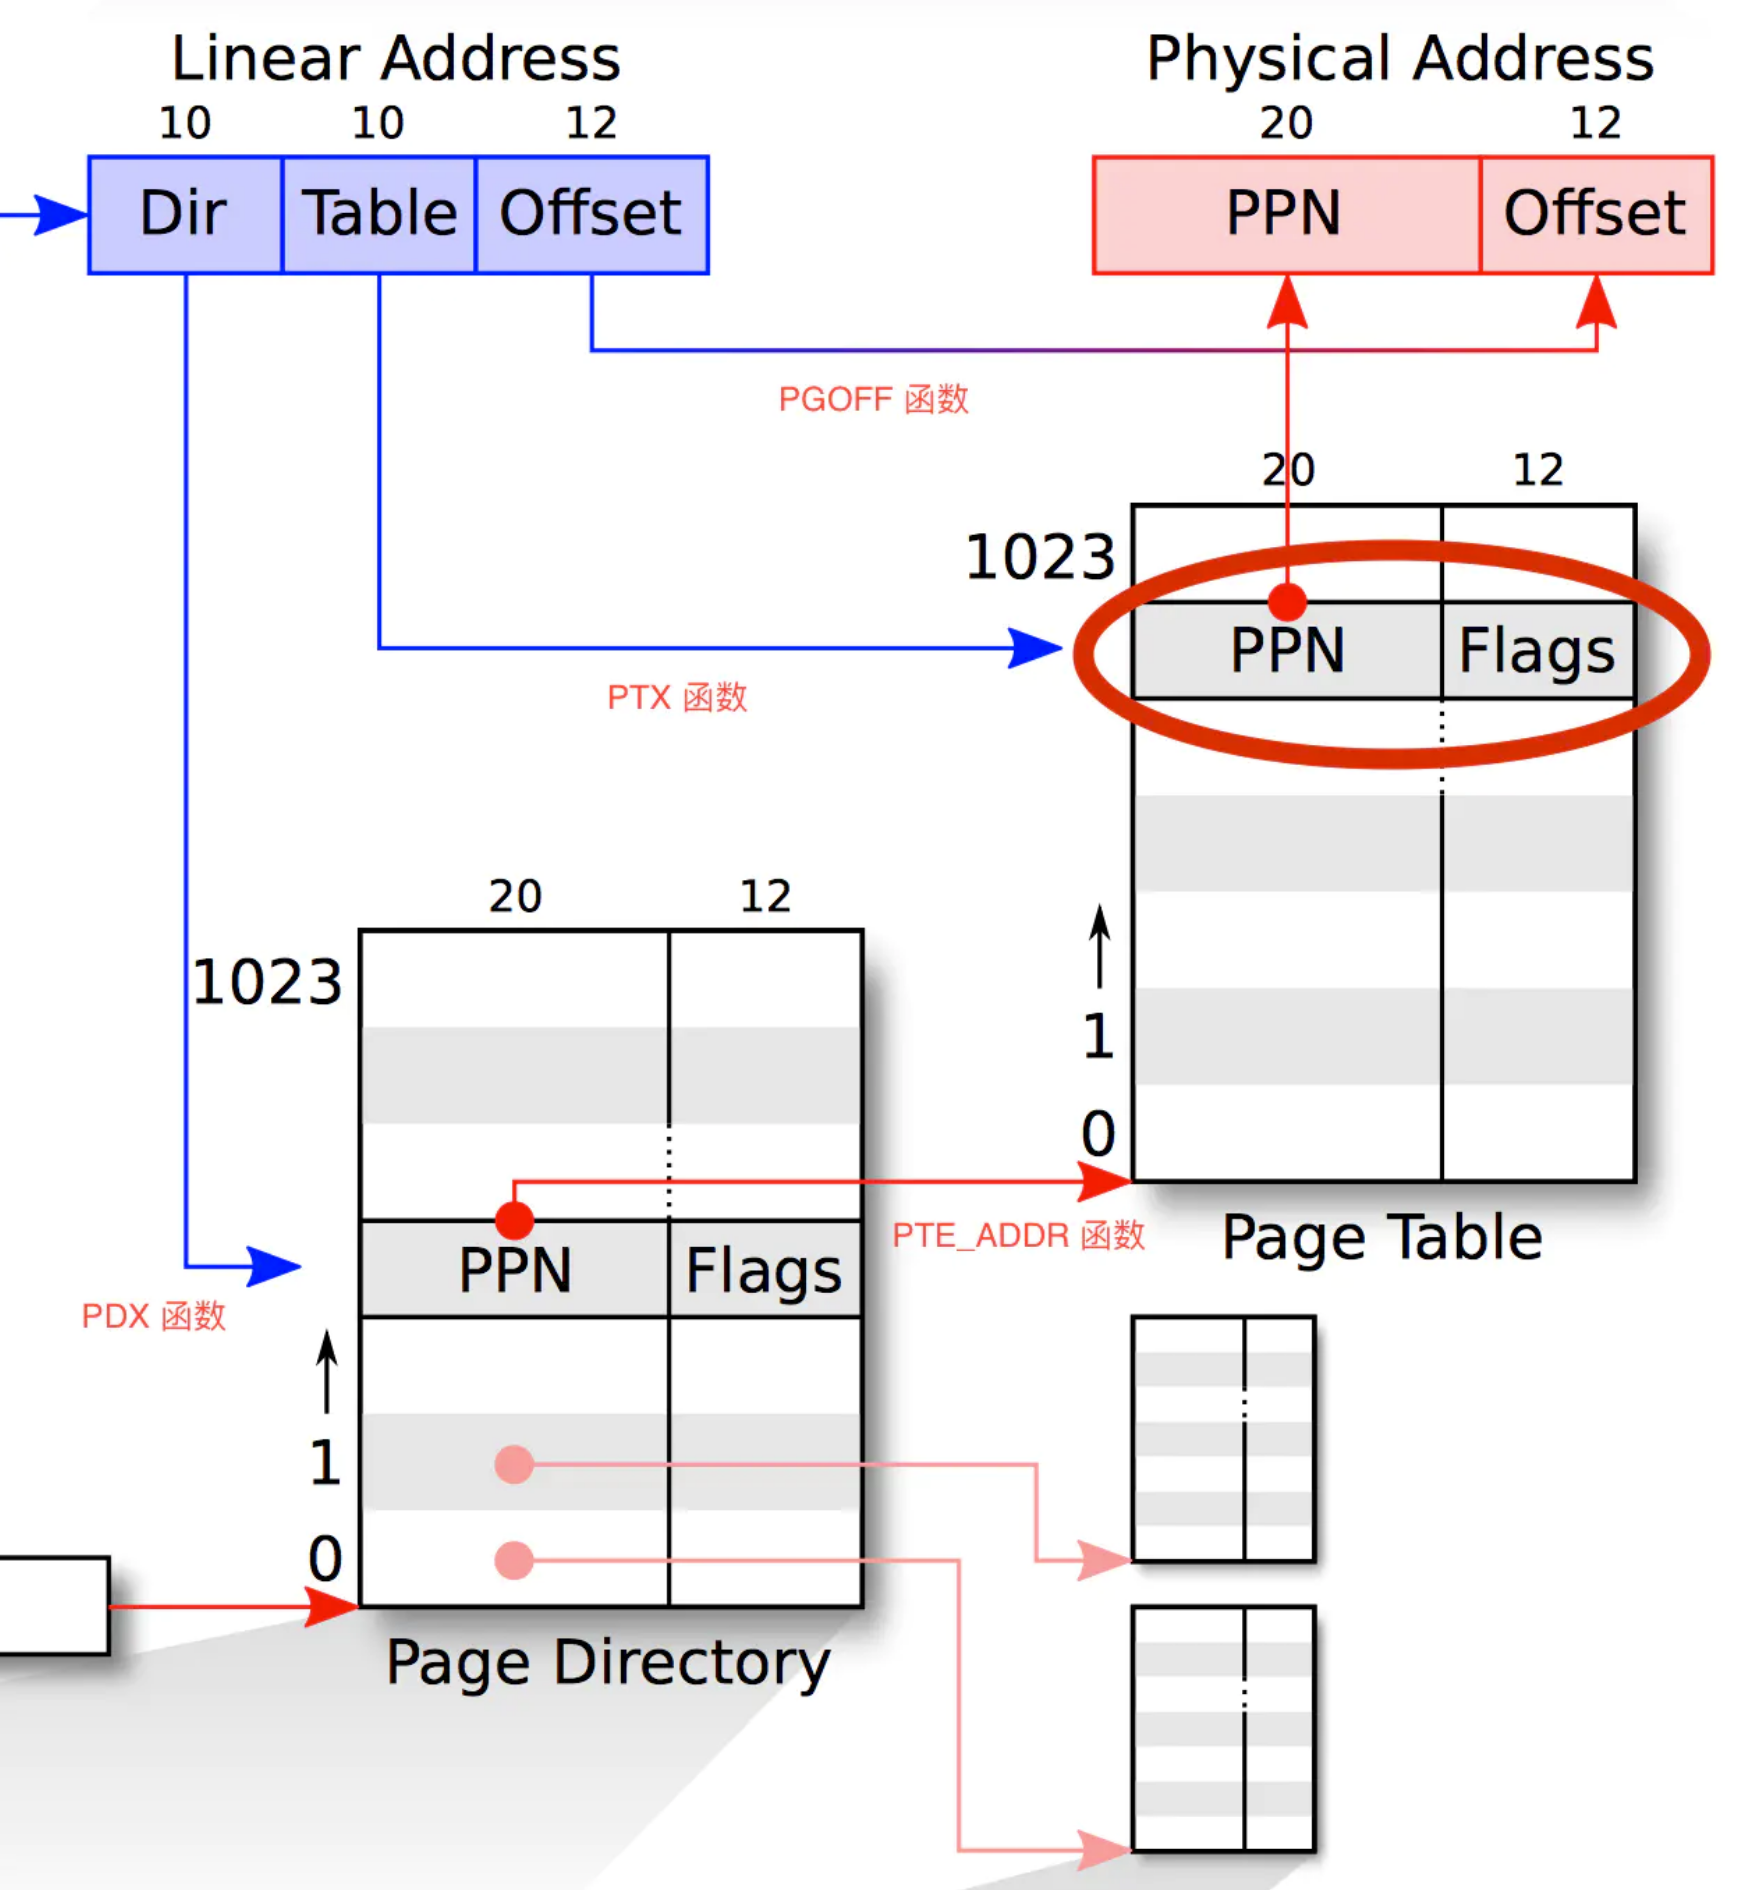 Linear Address
Physical Address
10 10 12
20 12
Dir Table Offset
PPN Offset
PGOFF 函数
20 12
1023
PPN Flags
PTX 函数
20 12
1023
1
0
PTE_ADDR 函数
Page Table
PPN Flags
PDX 函数
1
0
Page Directory